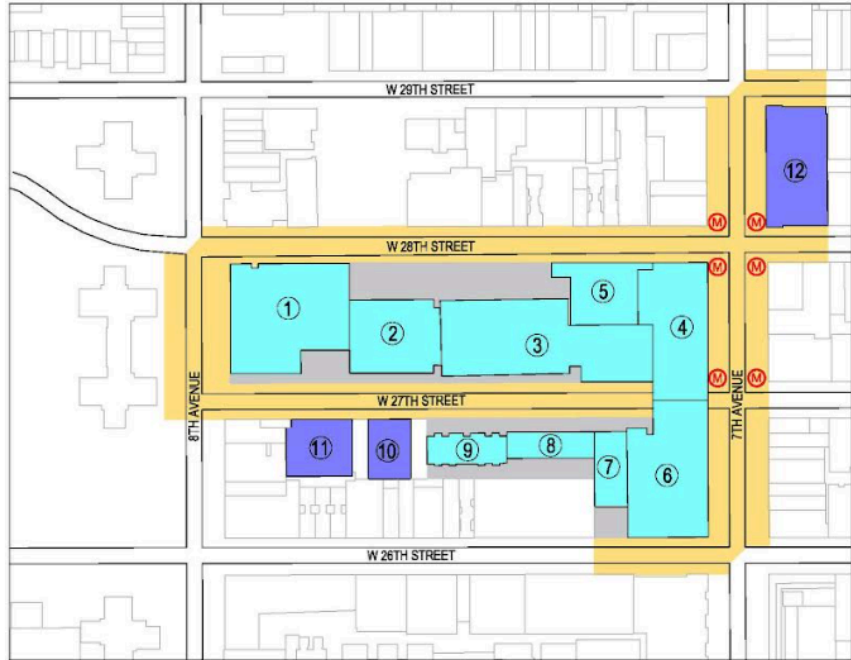 W 29TH STREET
12
M M
W 28TH STREET
M M
1
5
4
2
3
M M
W 27TH STREET
8TH AVENUE
7TH AVENUE
11
10
9
8
7
6
W 26TH STREET